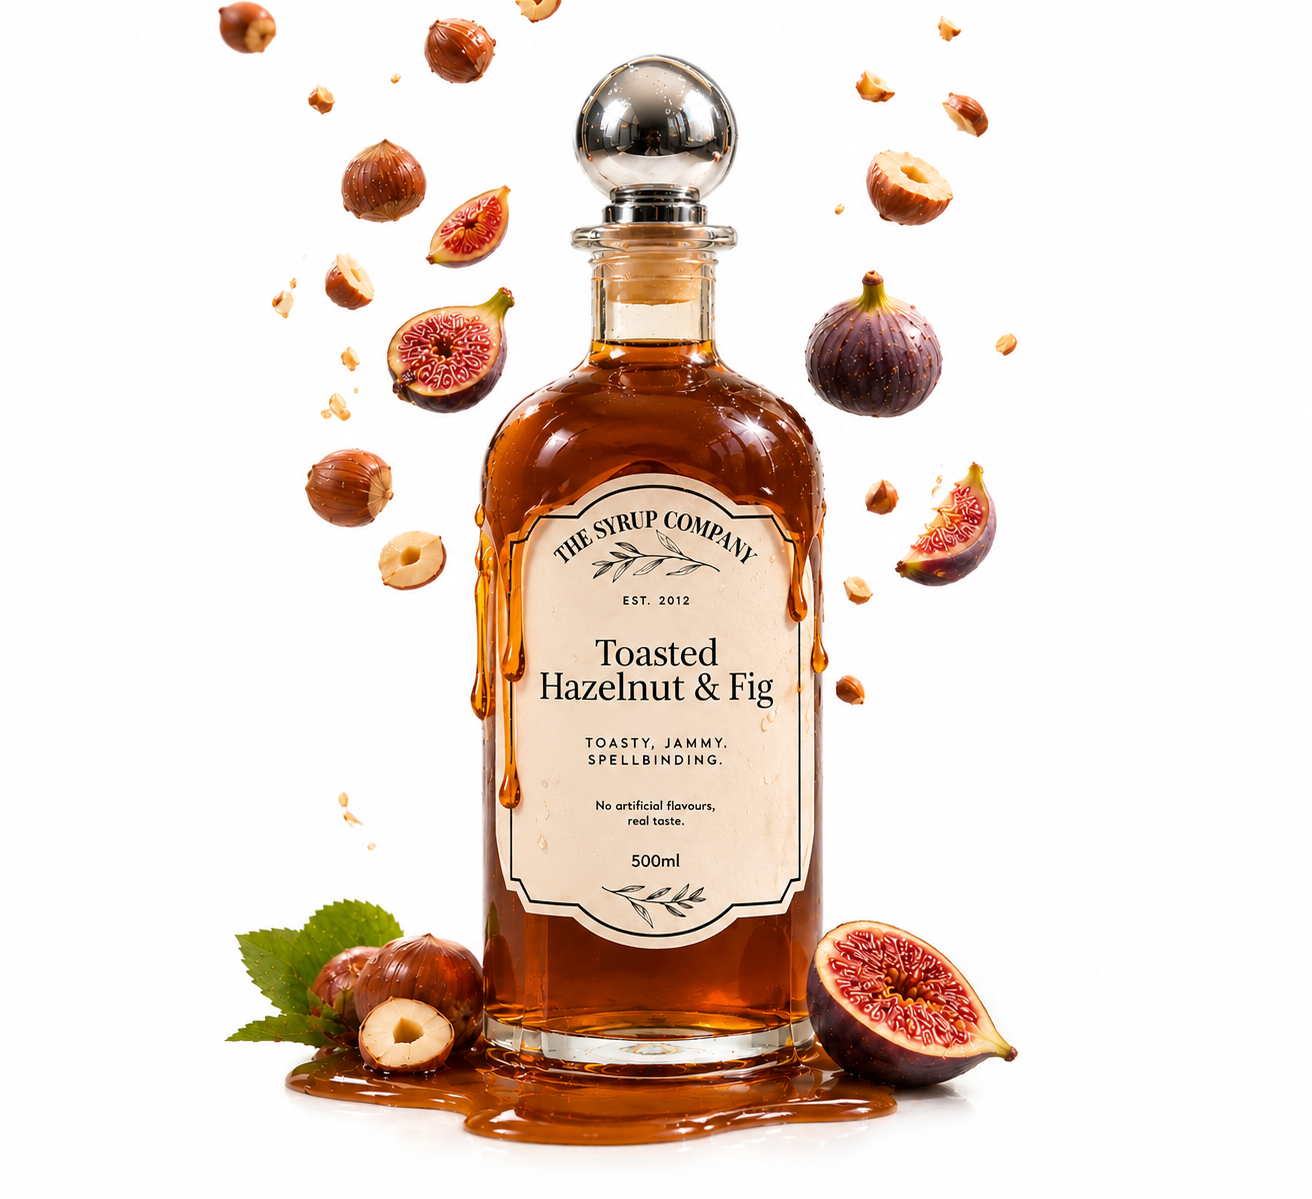 THE SYRUP COMPANY
EST. 2012
Toasted
Hazelnut & Fig
TOASTY, JAMMY.
SPELLBINDING.
No artificial flavours,
real taste.
500ml